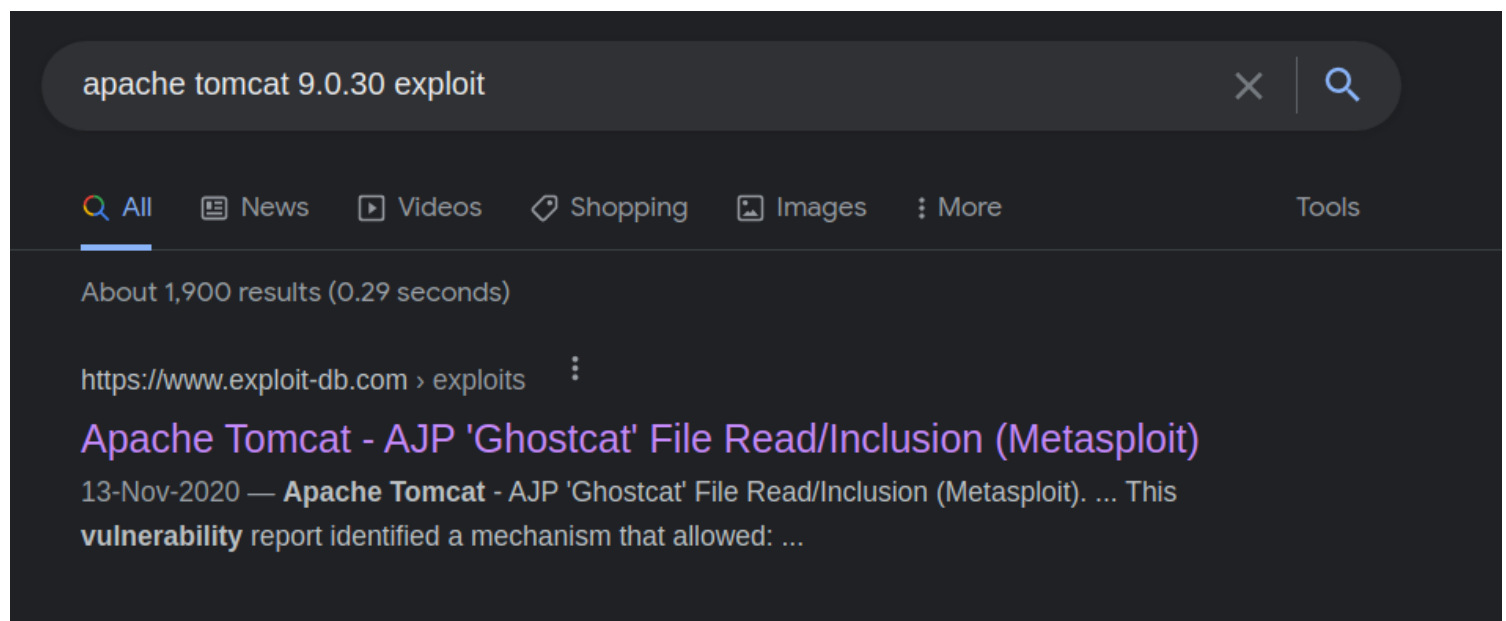 apache tomcat 9.0.30 exploit
All News Videos Shopping Images More Tools
About 1,900 results (0.29 seconds)
https://www.exploit-db.com › exploits
Apache Tomcat - AJP 'Ghostcat' File Read/Inclusion (Metasploit)
13-Nov-2020 — Apache Tomcat - AJP 'Ghostcat' File Read/Inclusion (Metasploit). ... This
vulnerability report identified a mechanism that allowed: ...